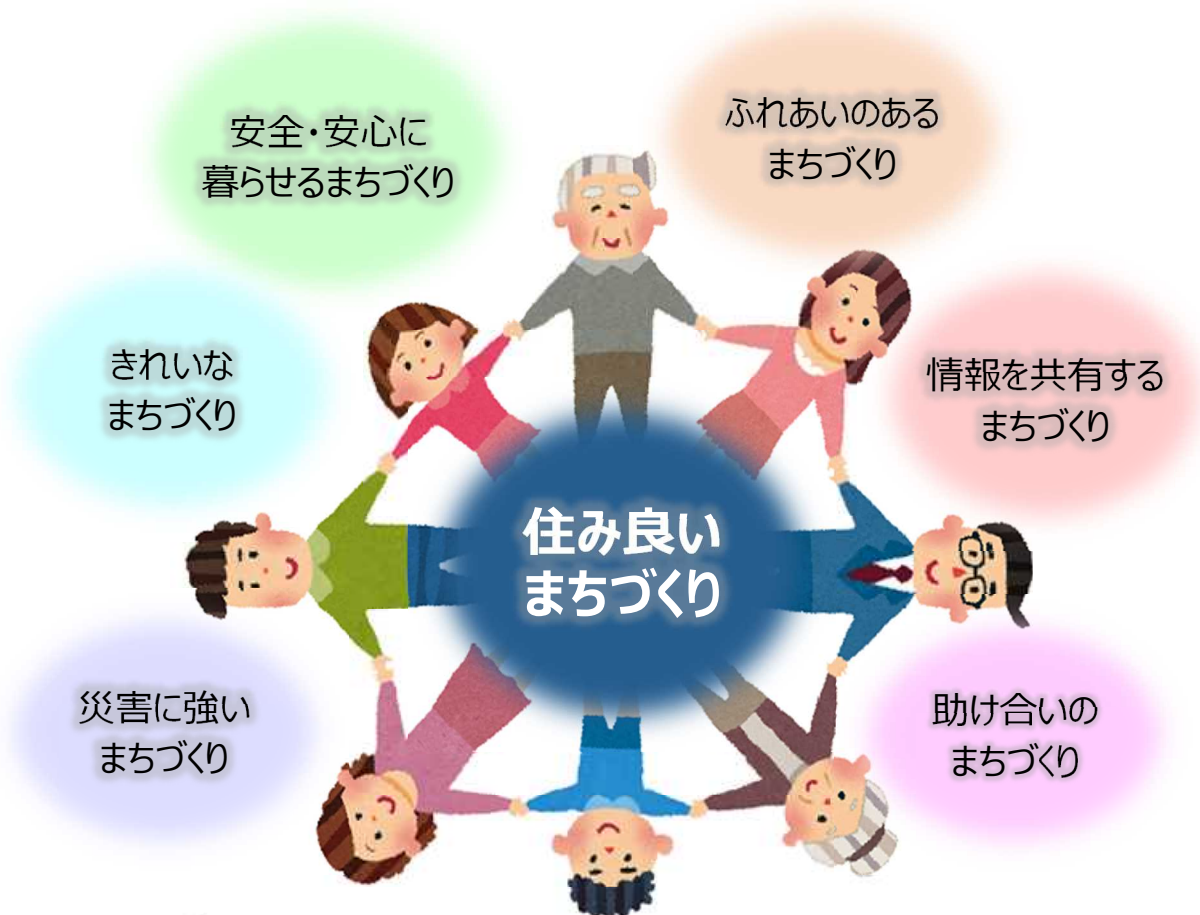 安全・安心に
暮らせるまちづくり
ふれあいのある
まちづくり
きれいな
まちづくり
情報を共有する
まちづくり
住み良い
まちづくり
災害に強い
まちづくり
助け合いの
まちづくり